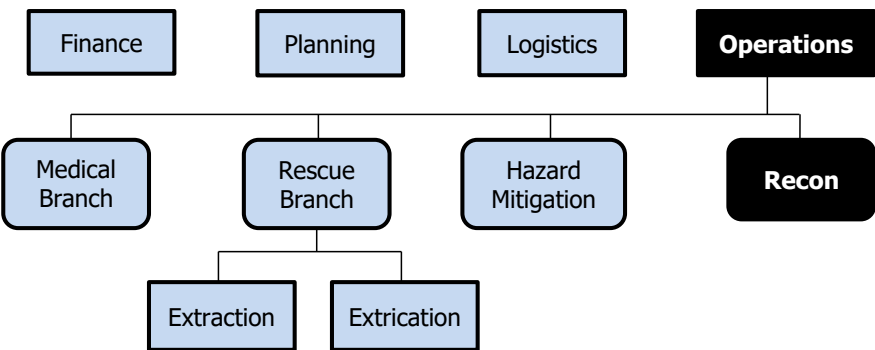 Finance
Planning
Logistics
Operations
Medical
Branch
Rescue
Branch
Hazard
Mitigation
Recon
Extraction
Extrication